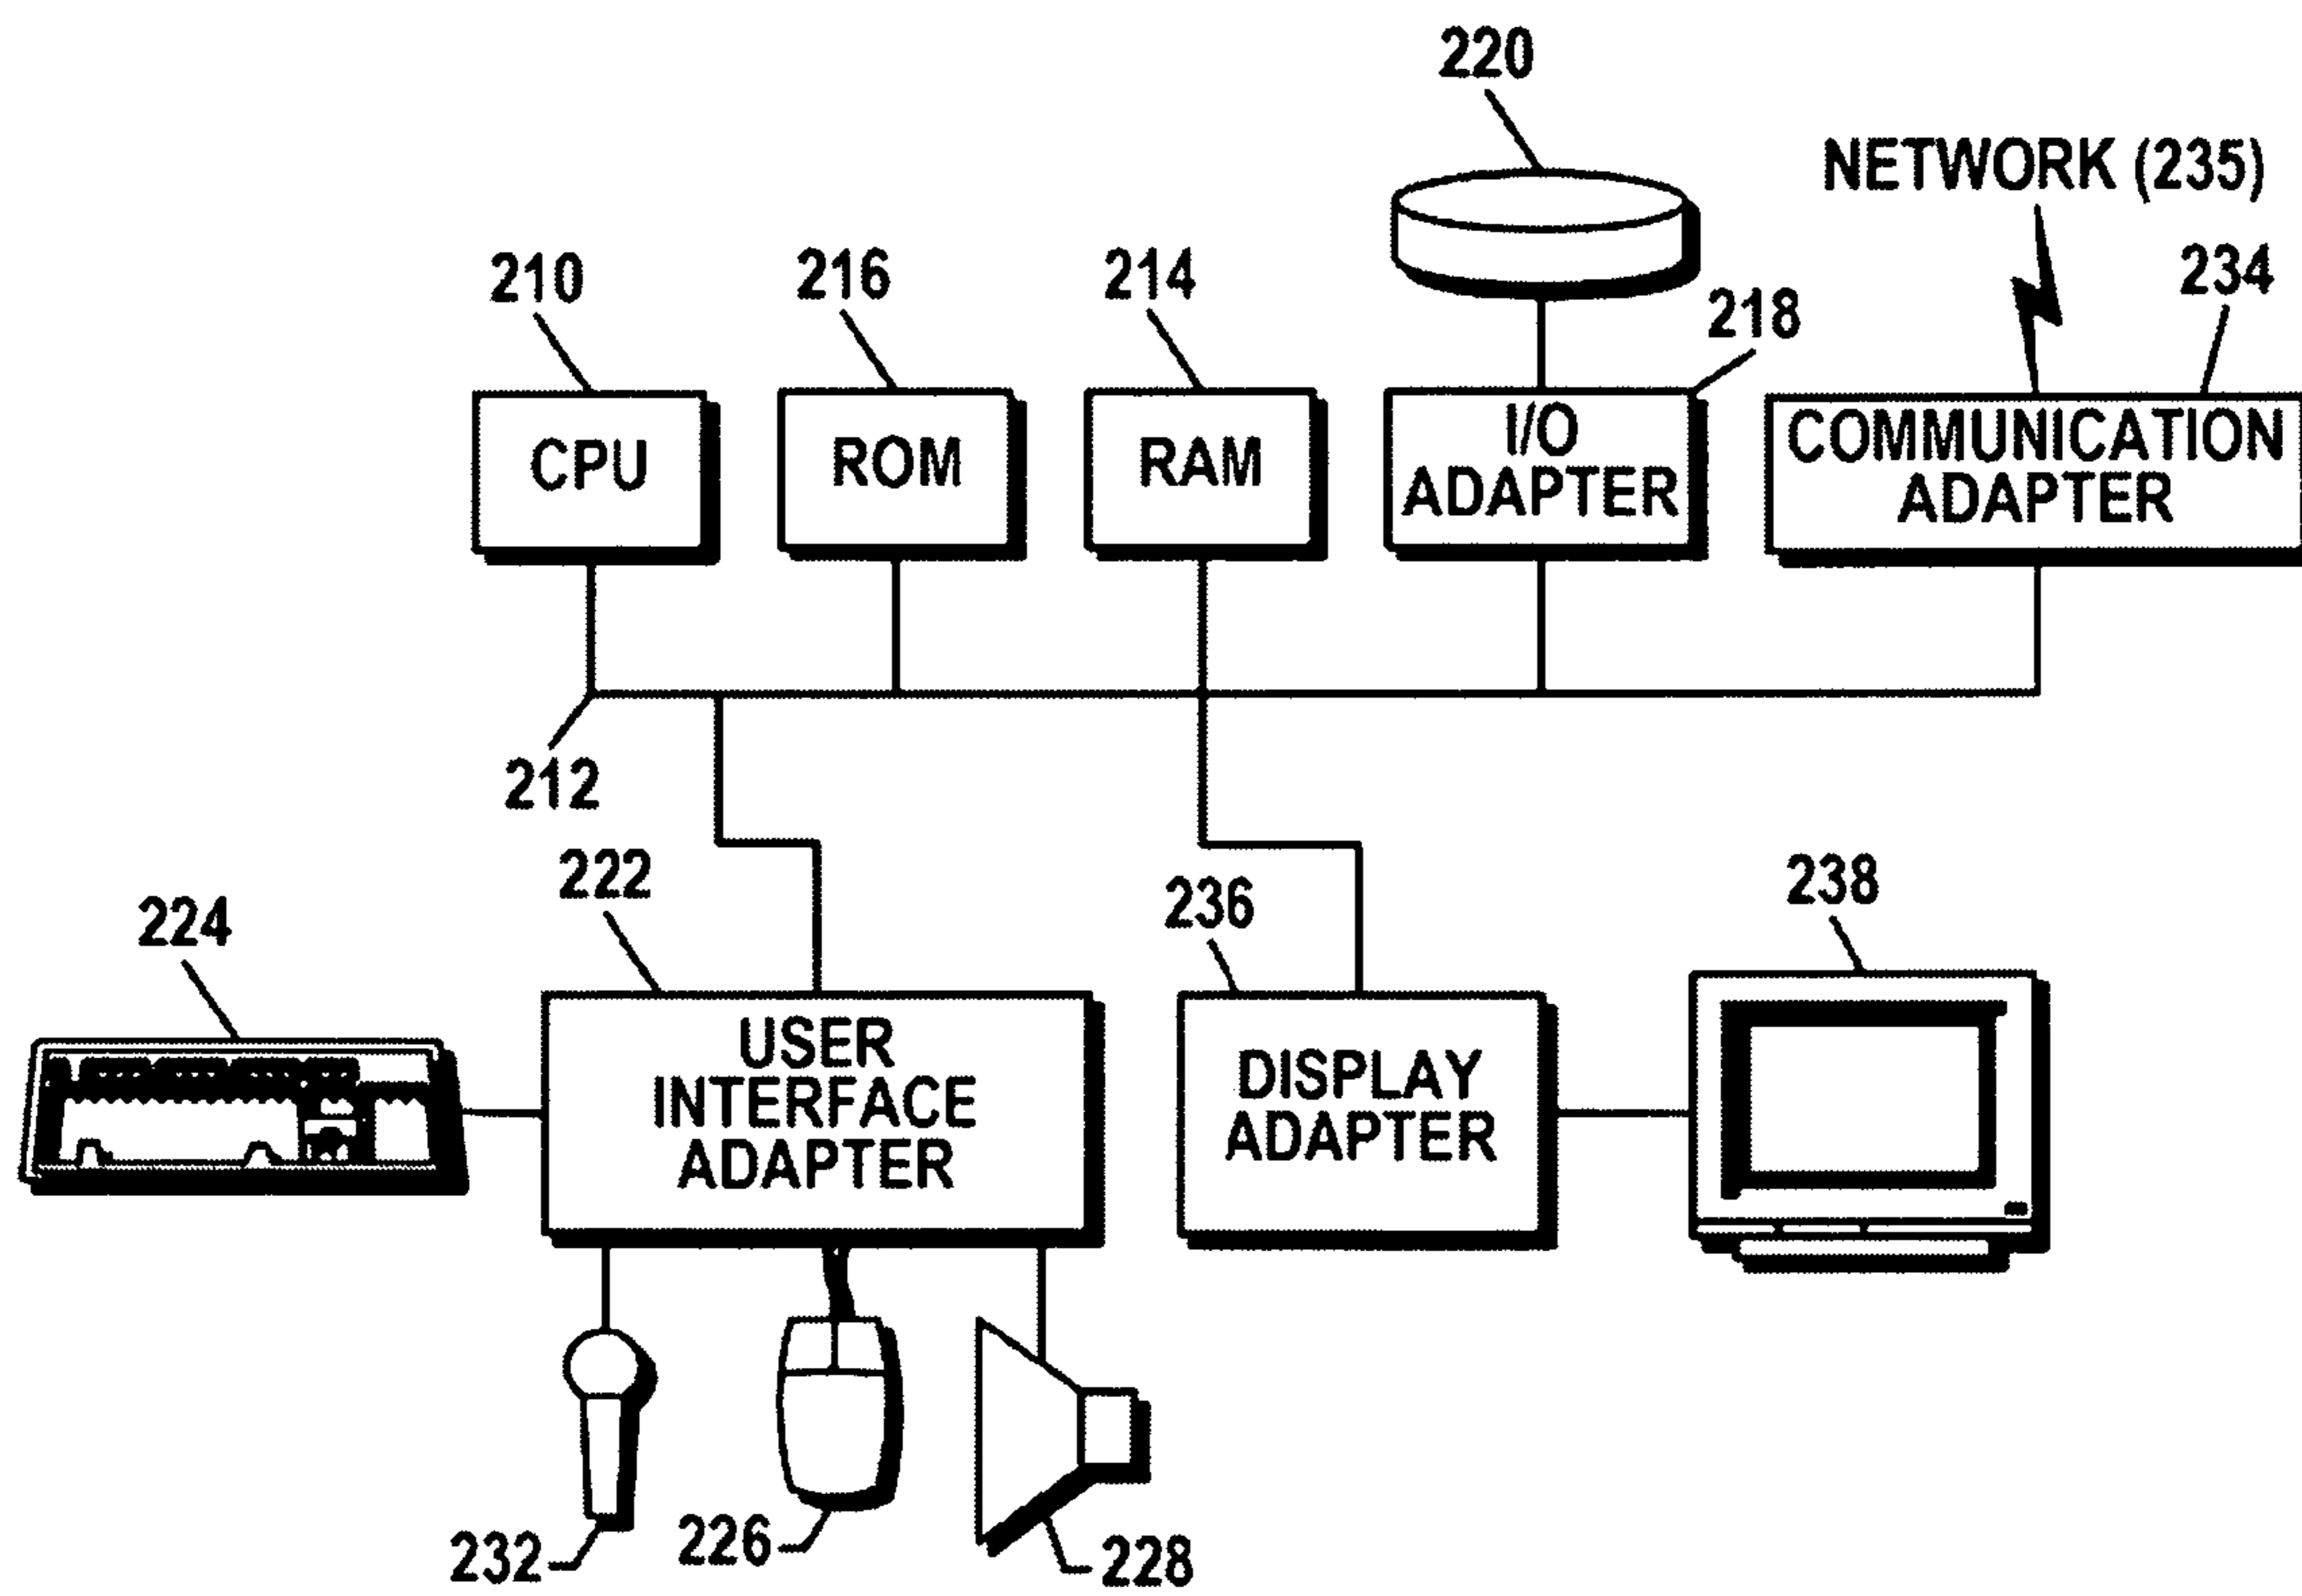 220
NETWORK (235)
210
216
214
218
234
CPU
ROM
RAM
I/O
ADAPTER
COMMUNICATION
ADAPTER
212
222
236
238
224
USER
INTERFACE
ADAPTER
DISPLAY
ADAPTER
232
226
228